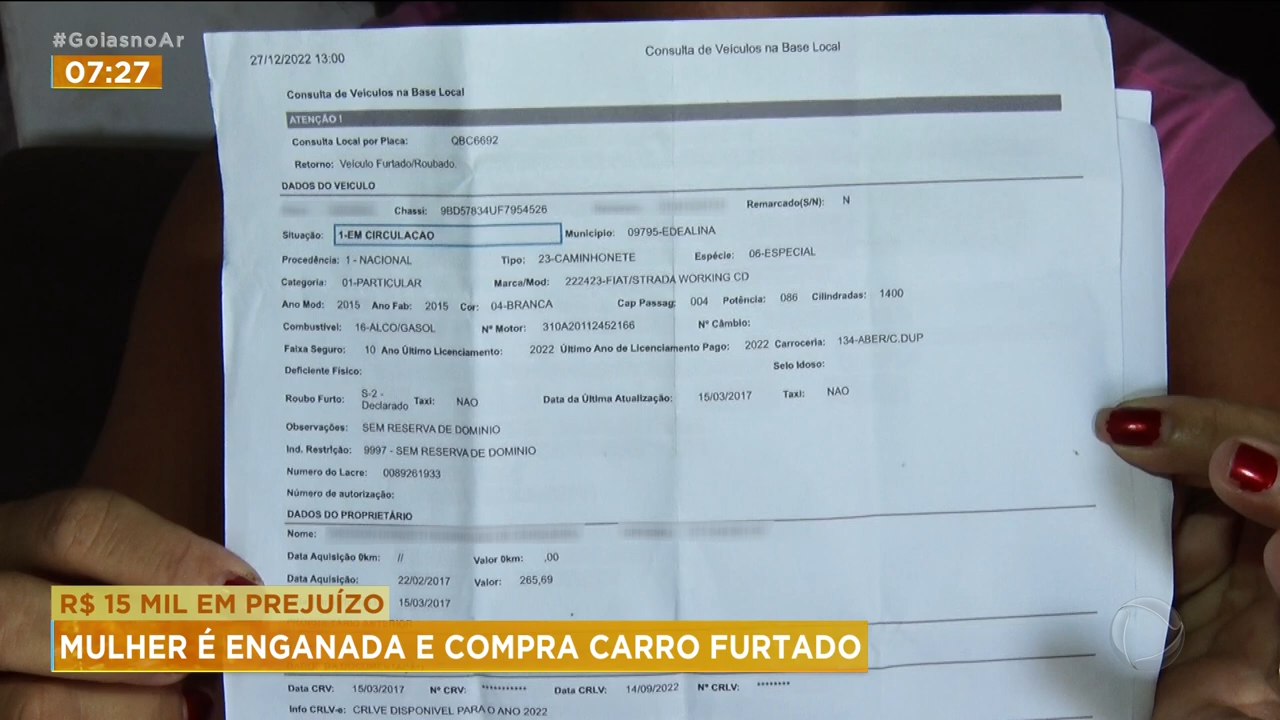 #GoiasnoAr
07:27
27/12/2022 13:00 Consulta de Veículos na Base Local
Consulta de Veículos na Base Local
ATENÇÃO !
Consulta Local por Placa: QBC6692
Retorno: Veículo Furtado/Roubado
DADOS DO VEICULO
Chassi: 9BD57834UF7954526 Remarcado(S/N): N
Situação: 1-EM CIRCULACAO Município: 09795-EDEALINA
Procedência: 1 - NACIONAL Tipo: 23-CAMINHONETE Espécie: 06-ESPECIAL
Categoria: 01-PARTICULAR Marca/Mod: 222423-FIAT/STRADA WORKING CD
Ano Mod: 2015 Ano Fab: 2015 Cor: 04-BRANCA Cap Passag: 004 Potência: 086 Cilindradas: 1400
Combustível: 16-ALCO/GASOL Nº Motor: 310A20112452166 Nº Câmbio:
Faixa Seguro: 10 Ano Último Licenciamento: 2022 Último Ano de Licenciamento Pago: 2022 Carroceria: 134-ABER/C.DUP
Deficiente Físico: Selo Idoso:
Roubo Furto: S-2 - Declarado Taxi: NAO Data da Última Atualização: 15/03/2017 Taxi: NAO
Observações: SEM RESERVA DE DOMINIO
Ind. Restrição: 9997 - SEM RESERVA DE DOMINIO
Numero do Lacre: 0089261933
Número de autorização:
DADOS DO PROPRIETÁRIO
Nome:
Data Aquisição 0km: // Valor 0km: ,00
Data Aquisição: 22/02/2017 Valor: 265,69
15/03/2017
R$ 15 MIL EM PREJUÍZO
MULHER É ENGANADA E COMPRA CARRO FURTADO
Data CRV: 15/03/2017 Nº CRV: *********** Data CRLV: 14/09/2022 Nº CRLV: ********
Info CRLV-e: CRLVE DISPONIVEL PARA O ANO 2022